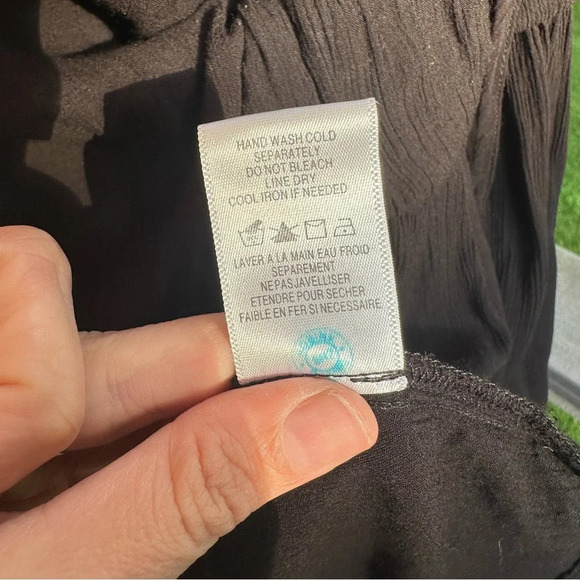 HAND WASH COLD
SEPARATELY
DO NOT BLEACH
LINE DRY
COOL IRON IF NEEDED
LAVER A LA MAIN EAU FROID
SEPAREMENT
NE PAS JAVELLISER
ETENDRE POUR SECHER
FAIBLE EN FER SI NECESSAIRE